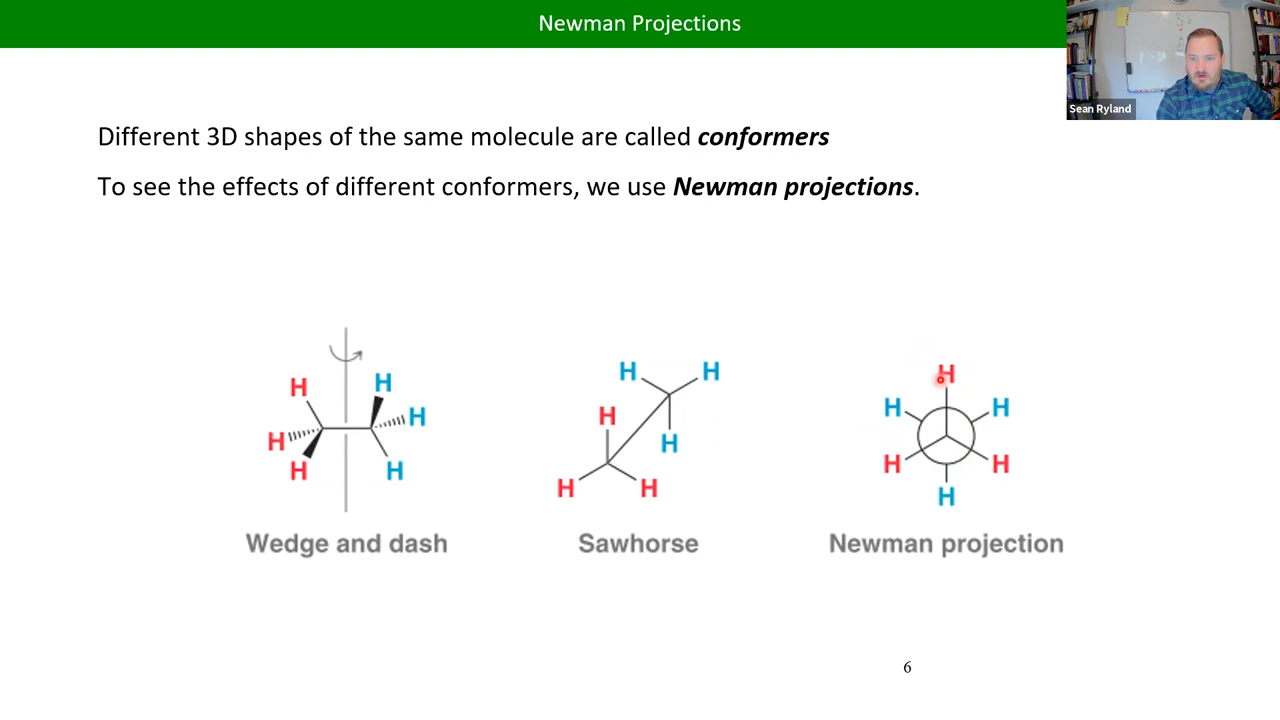 Newman Projections
Sean Ryland
Different 3D shapes of the same molecule are called conformers
To see the effects of different conformers, we use Newman projections.
H H H H H H
H H H H H H
H H H H H H
Wedge and dash
Sawhorse
Newman projection
6